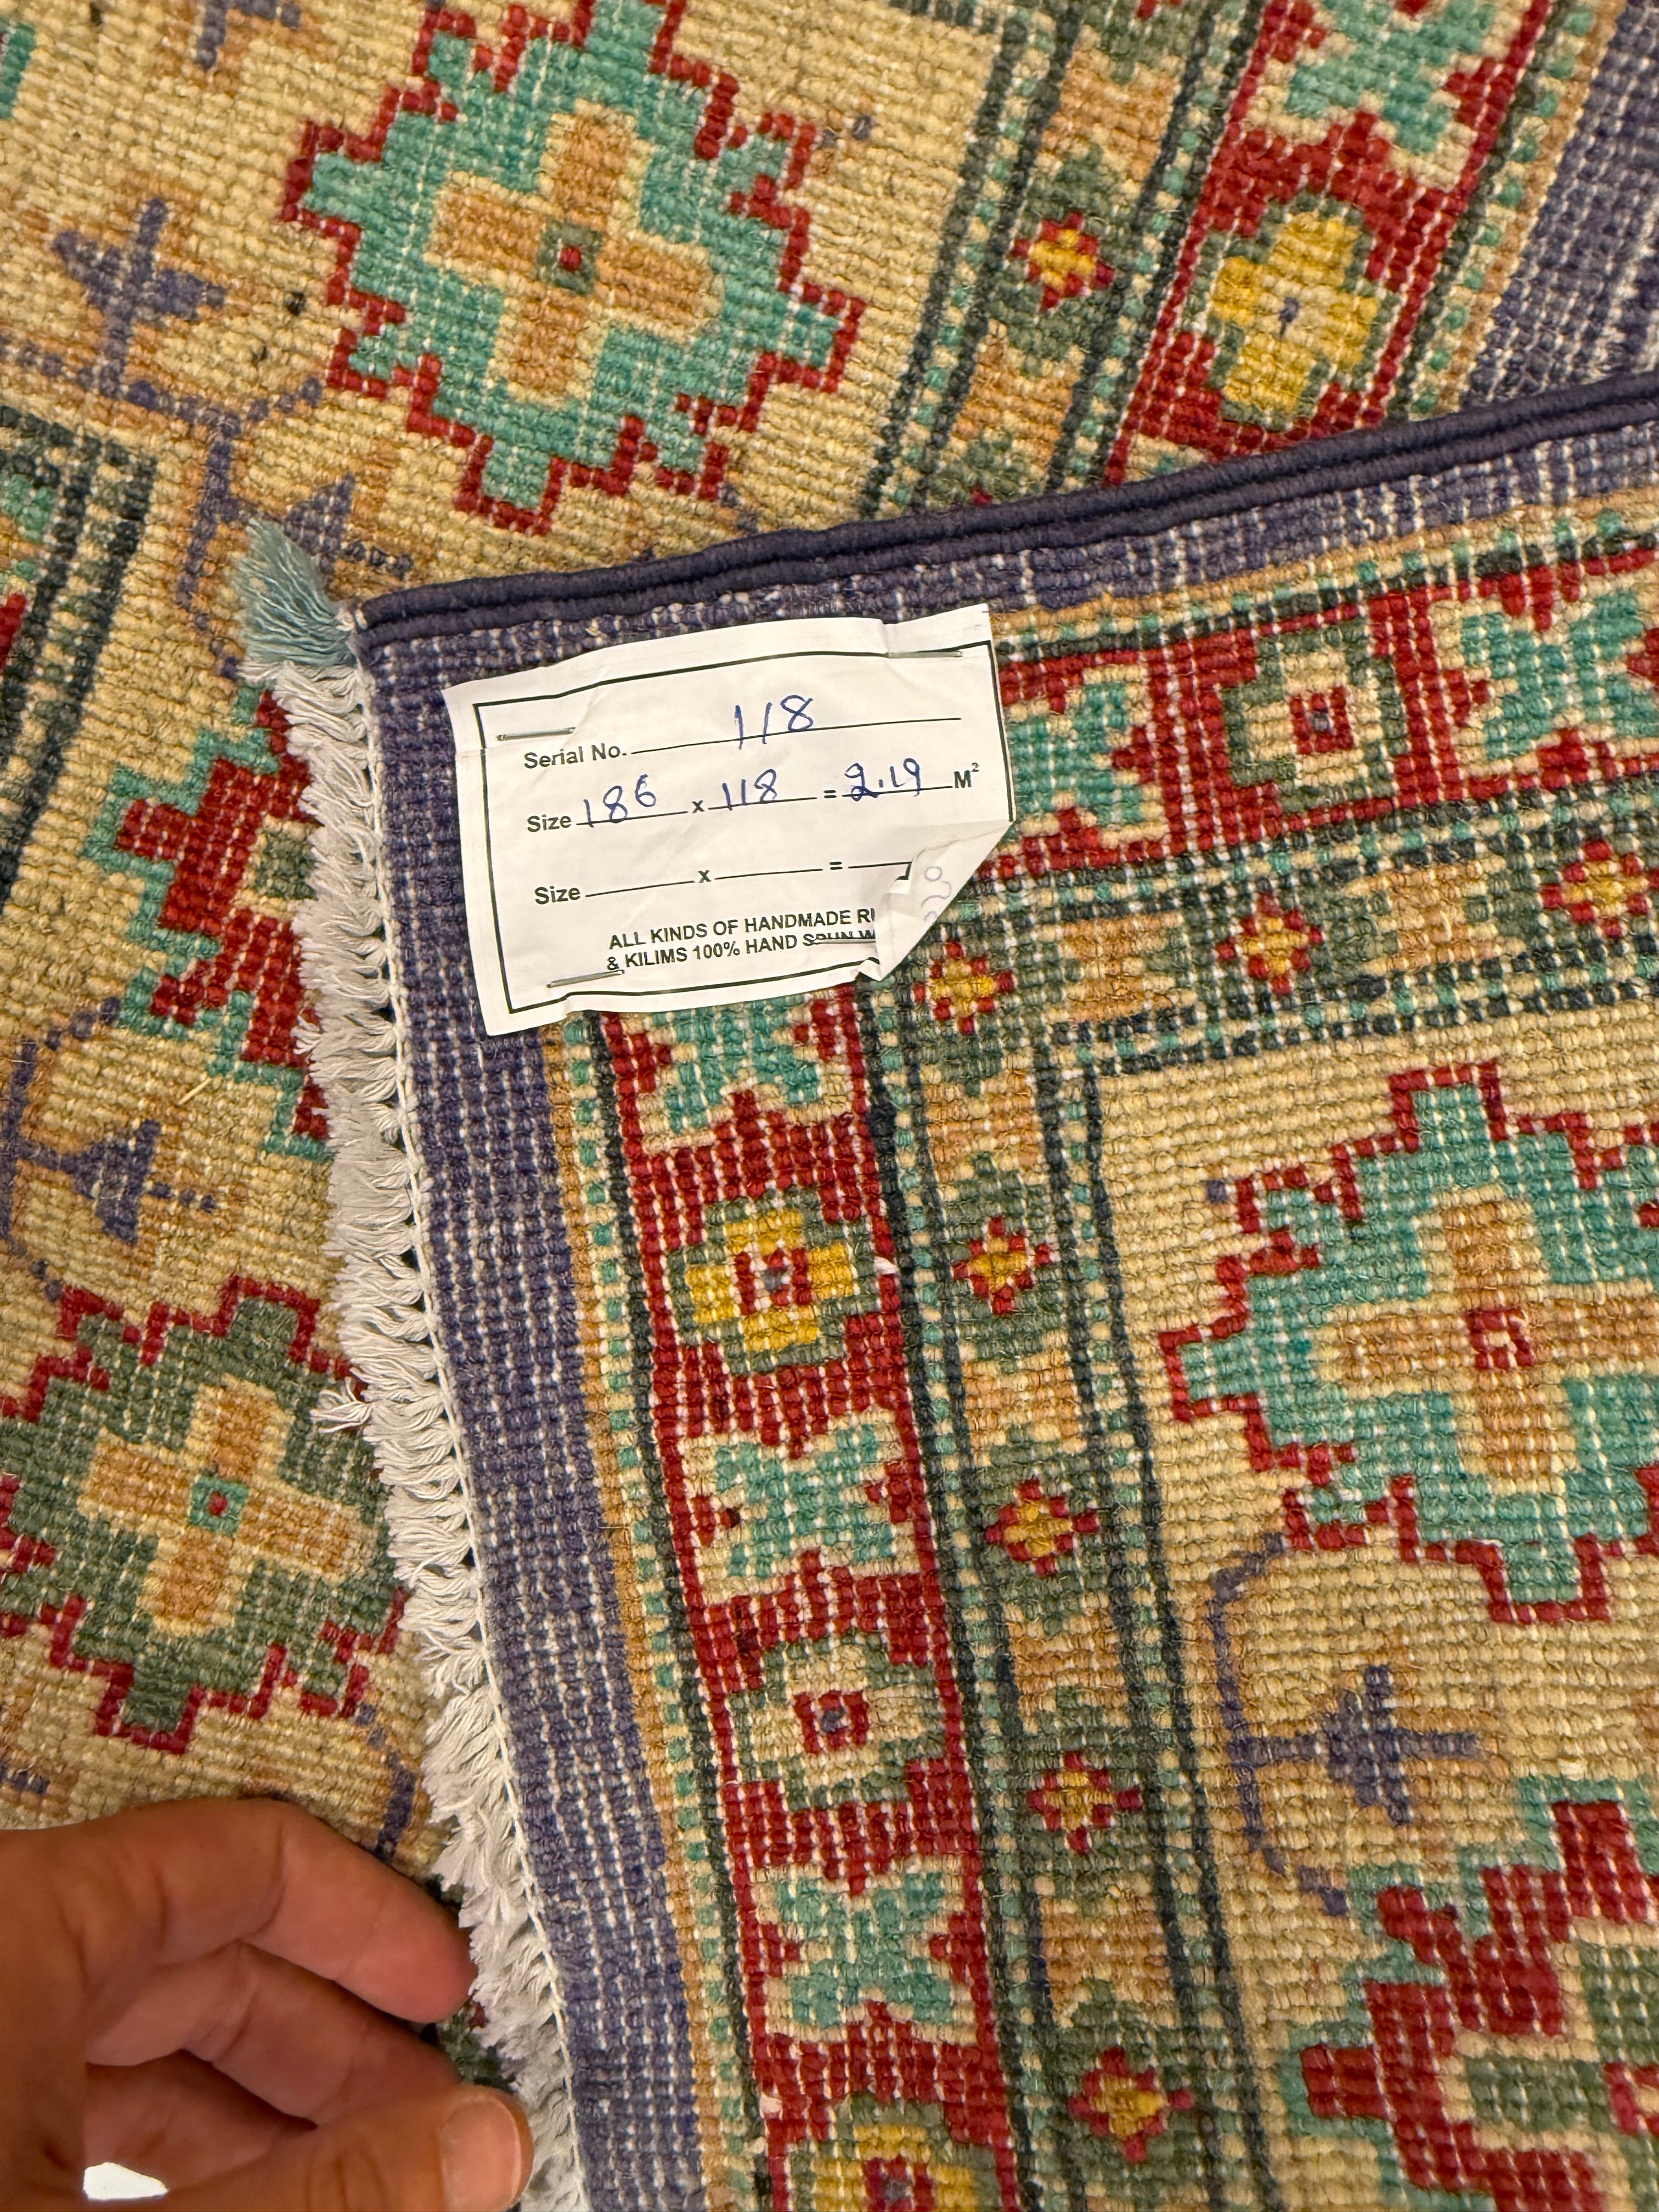 Serial No. 118
Size 186 x 118 = 2.19 M²
Size x =
ALL KINDS OF HANDMADE
& KILIMS 100% HAND